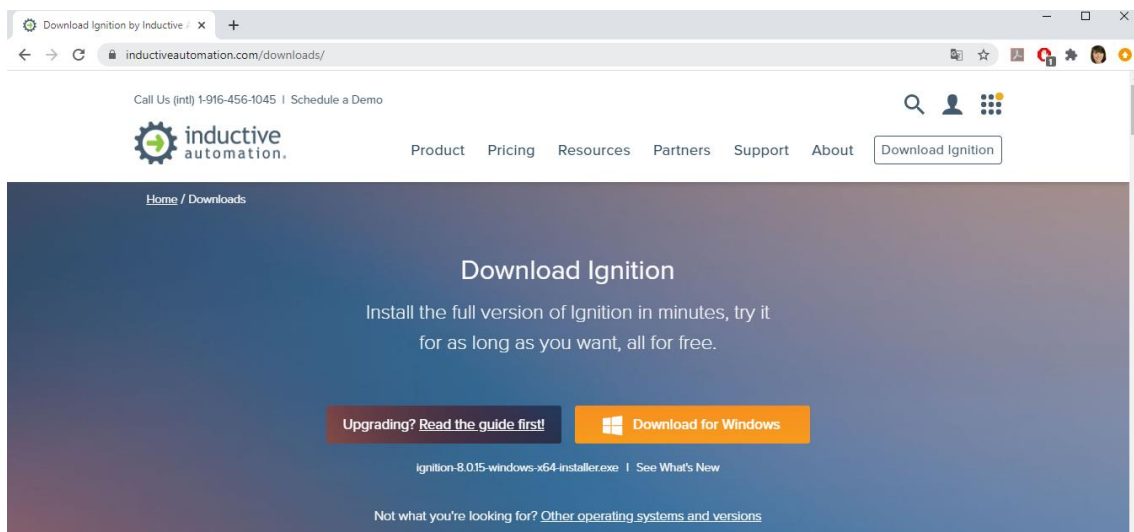 Download Ignition by Inductive A
inductiveautomation.com/downloads/
1
Call Us (intl) 1-916-456-1045 | Schedule a Demo
inductive
automation.
Product Pricing Resources Partners Support About Download Ignition
Home / Downloads
Download Ignition
Install the full version of Ignition in minutes, try it
for as long as you want, all for free.
Upgrading? Read the guide first! Download for Windows
ignition-8.0.15-windows-x64-installer.exe | See What's New
Not what you're looking for? Other operating systems and versions